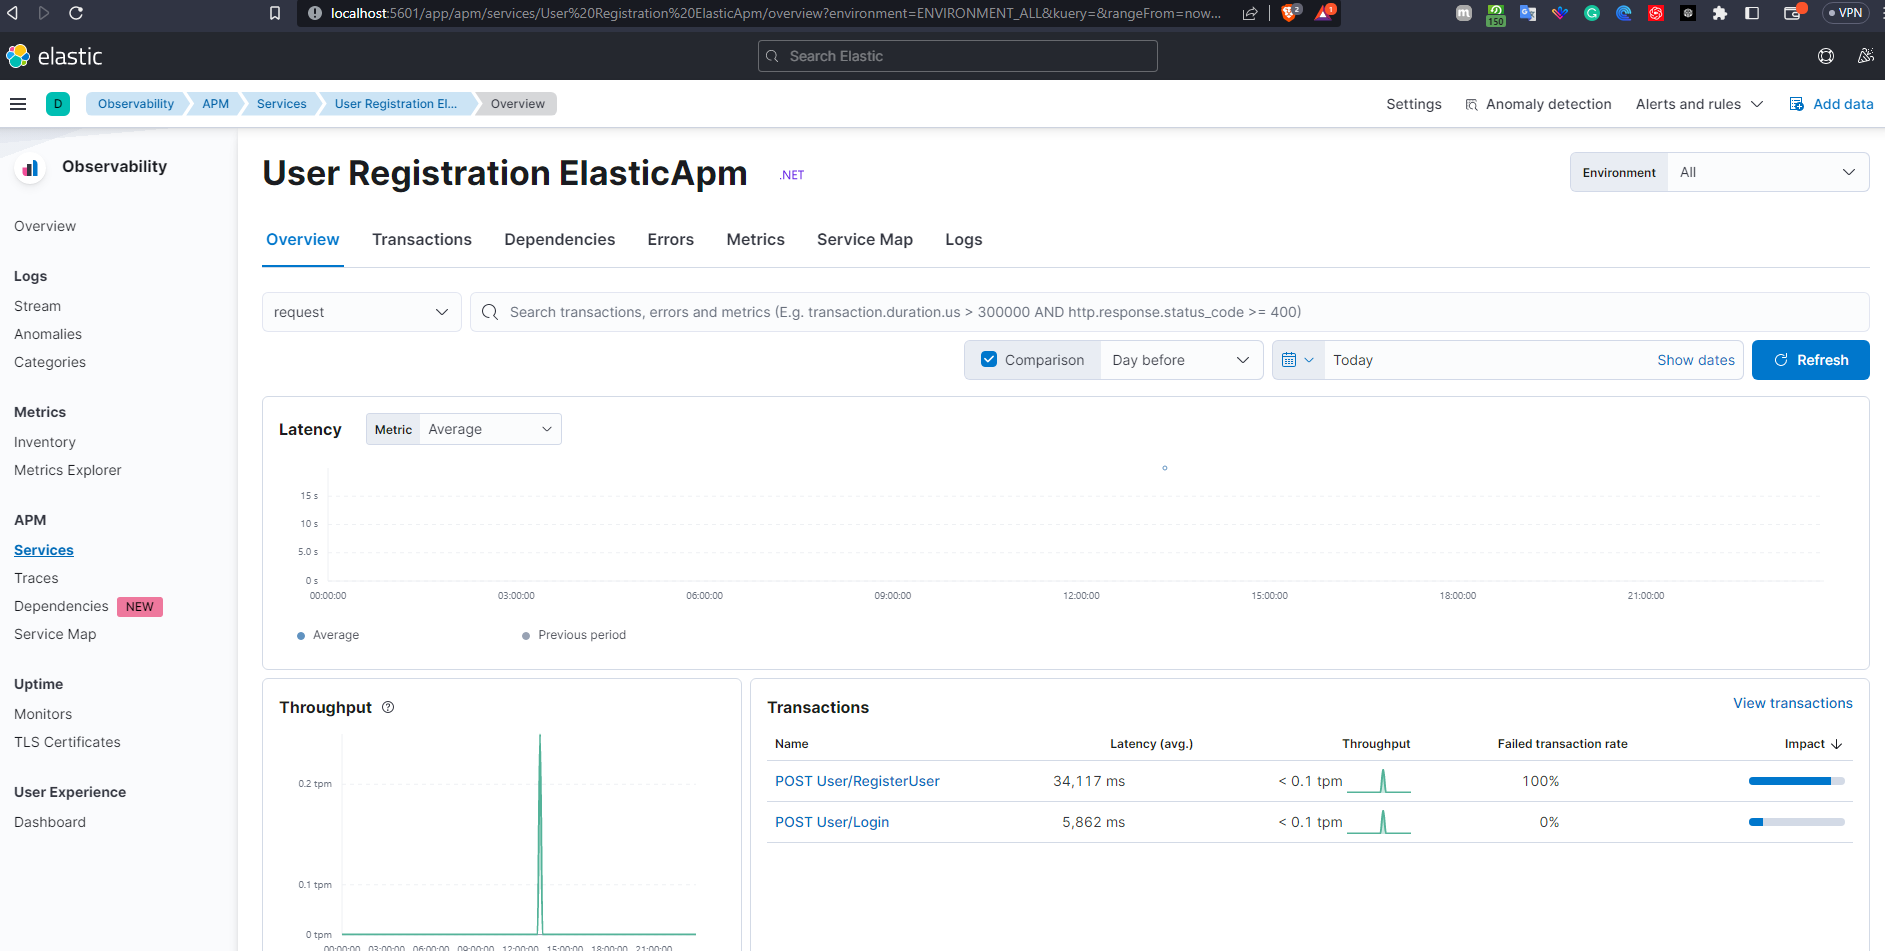 localhost:5601/app/apm/services/User%20Registration%20ElasticApm/overview?environment=ENVIRONMENT_ALL&kuery=&rangeFrom=now...
2
1
150
VPN
elastic
Search Elastic
D
Observability
APM
Services
User Registration El...
Overview
Settings
Anomaly detection
Alerts and rules
Add data
Observability
Overview
Logs
Stream
Anomalies
Categories
Metrics
Inventory
Metrics Explorer
APM
Services
Traces
Dependencies NEW
Service Map
Uptime
Monitors
TLS Certificates
User Experience
Dashboard
User Registration ElasticApm
.NET
Environment All
Overview Transactions Dependencies Errors Metrics Service Map Logs
request
Search transactions, errors and metrics (E.g. transaction.duration.us > 300000 AND http.response.status_code >= 400)
Comparison Day before
Today Show dates
Refresh
Latency Metric Average
15 s
10 s
5.0 s
0 s
00:00:00 03:00:00 06:00:00 09:00:00 12:00:00 15:00:00 18:00:00 21:00:00
Average Previous period
Throughput
0.2 tpm
0.1 tpm
0 tpm
00:00:00 03:00:00 06:00:00 09:00:00 12:00:00 15:00:00 18:00:00 21:00:00
Transactions View transactions
Name Latency (avg.) Throughput Failed transaction rate Impact
POST User/RegisterUser 34,117 ms < 0.1 tpm 100%
POST User/Login 5,862 ms < 0.1 tpm 0%